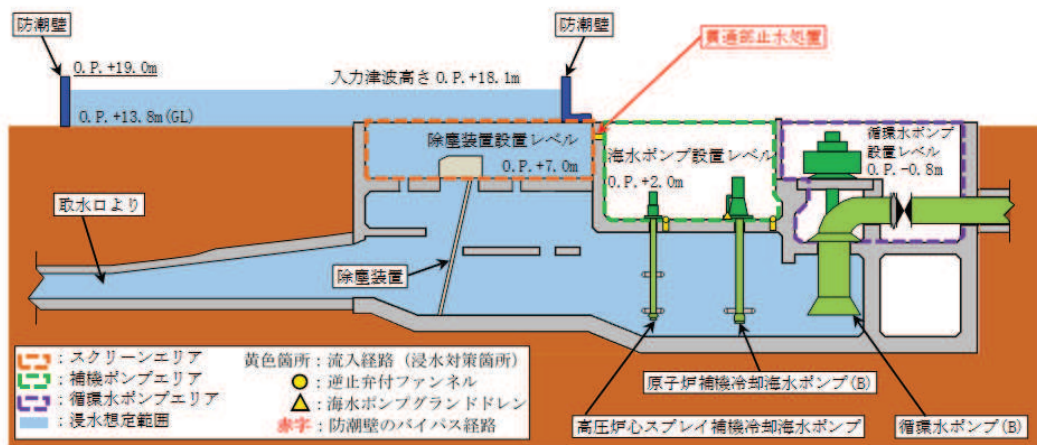 防潮壁
O.P.+19.0m
入力津波高さ O.P.+18.1m
防潮壁
貫通部止水処置
O.P.+13.8m(GL)
除塵装置設置レベル
O.P.+7.0m
海水ポンプ設置レベル
O.P.+2.0m
循環水ポンプ
設置レベル
O.P.-0.8m
取水口より
除塵装置
：スクリーンエリア
：補機ポンプエリア
：循環水ポンプエリア
：浸水想定範囲
黄色箇所：流入経路（浸水対策箇所）
：逆止弁付ファンネル
：海水ポンプグランドドレン
赤字：防潮壁のバイパス経路
原子炉補機冷却海水ポンプ(B)
高圧炉心スプレイ補機冷却海水ポンプ
循環水ポンプ(B)